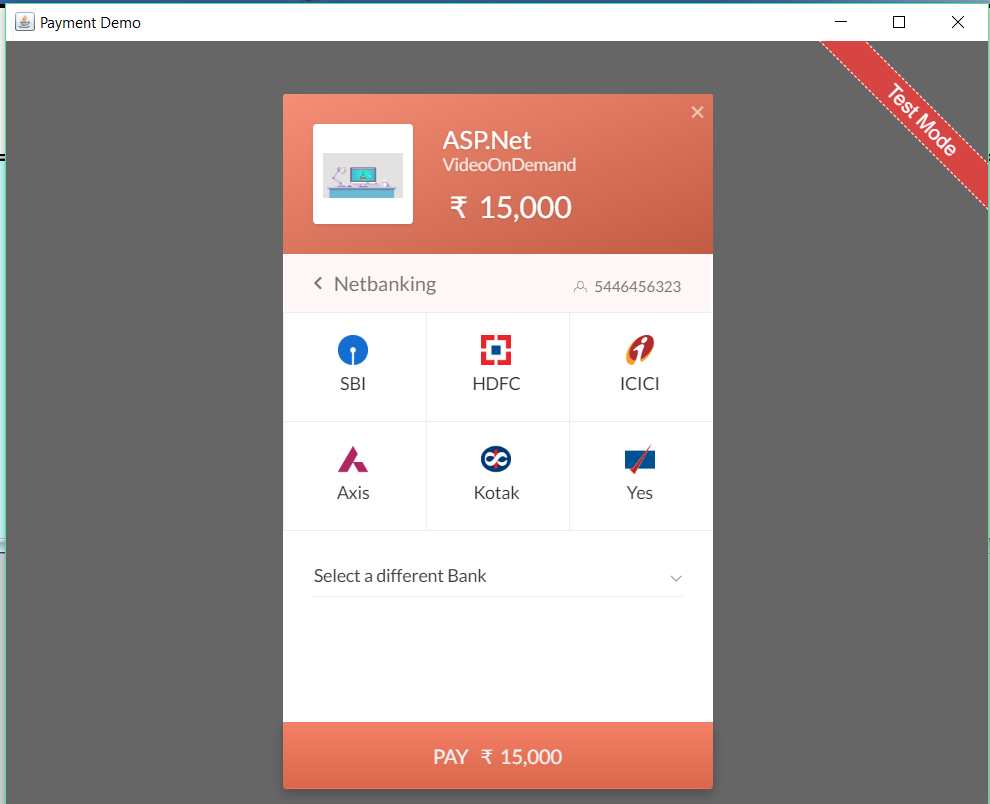 Payment Demo
Test Mode
ASP.Net
VideoOnDemand
₹ 15,000
Netbanking
5446456323
SBI
HDFC
ICICI
Axis
Kotak
Yes
Select a different Bank
PAY ₹ 15,000